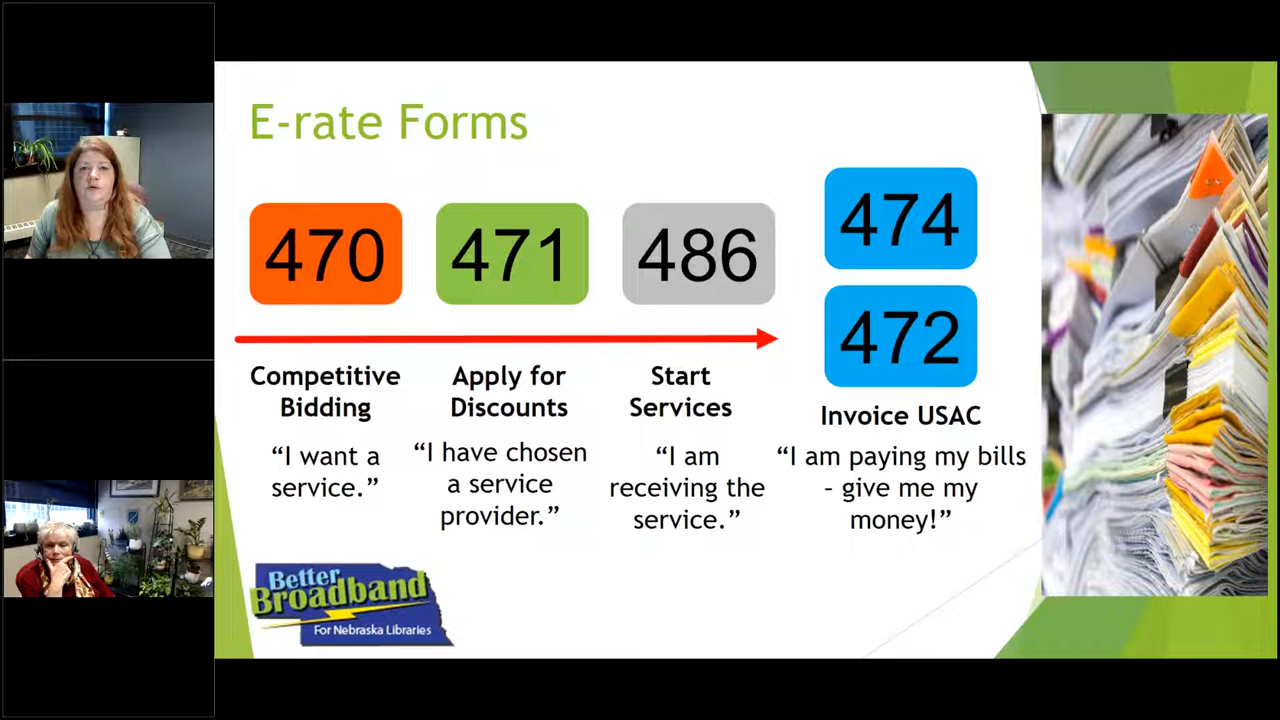 E-rate Forms
470
471
486
474
472
Competitive
Bidding
Apply for
Discounts
Start
Services
Invoice USAC
“I want a
service.”
“I have chosen
a service
provider.”
“I am
receiving the
service.”
“I am paying my bills
– give me my
money!”
Better
Broadband
For Nebraska Libraries